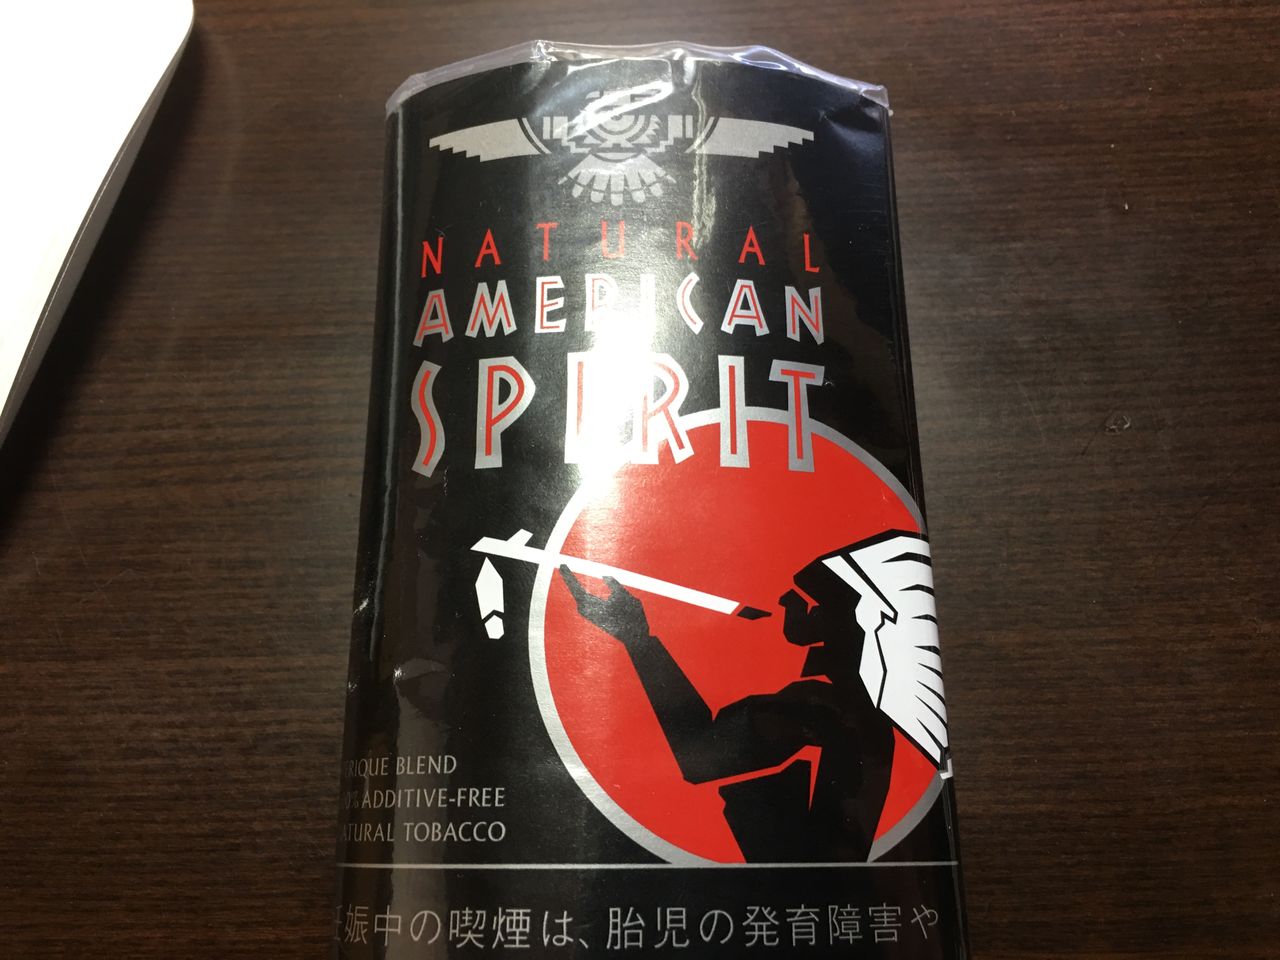 NATURAL
AMERICAN
SPIRIT
BLEND
ADDITIVE-FREE
TOBACCO
娠中の喫煙は、胎児の発育障害や